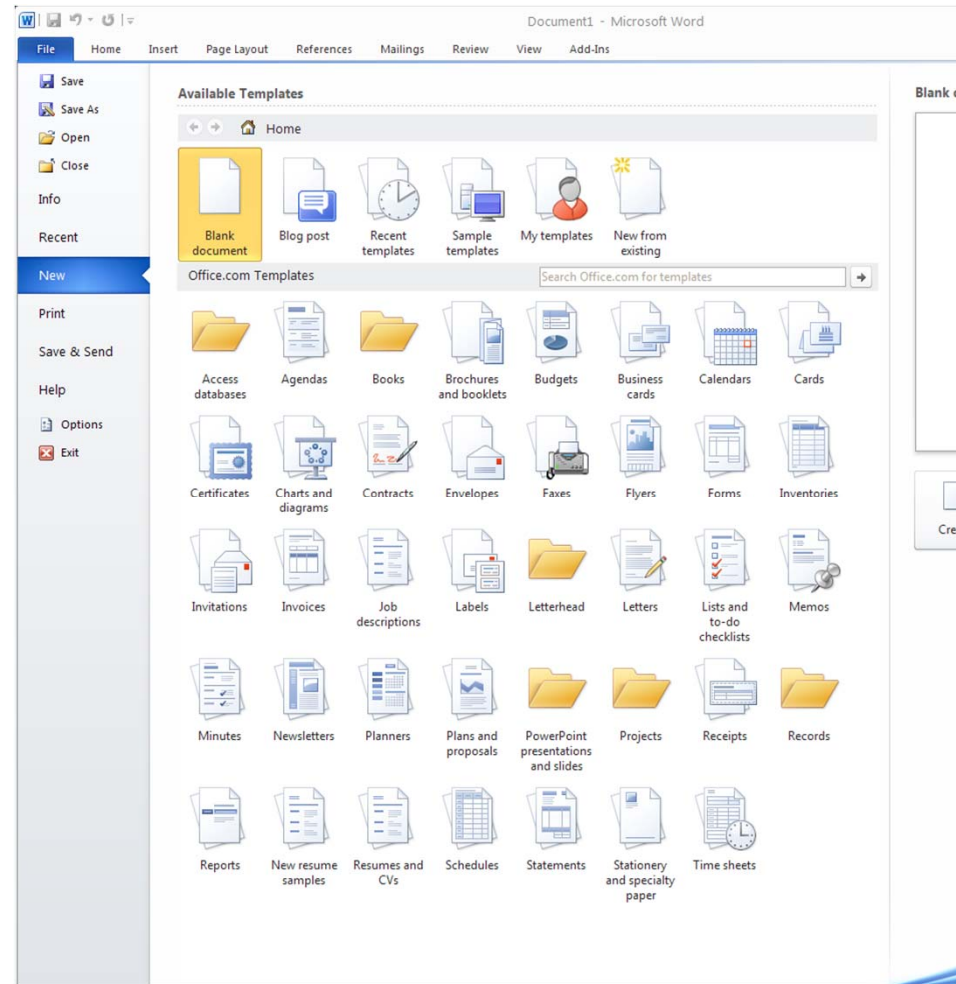 Document1 - Microsoft Word
File Home Insert Page Layout References Mailings Review View Add-Ins
Save
Save As
Open
Close
Info
Recent
New
Print
Save & Send
Help
Options
Exit
Available Templates
Home
Blank document
Blog post
Recent templates
Sample templates
My templates
New from existing
Office.com Templates
Search Office.com for templates
Access databases
Agendas
Books
Brochures and booklets
Budgets
Business cards
Calendars
Cards
Certificates
Charts and diagrams
Contracts
Envelopes
Faxes
Flyers
Forms
Inventories
Invitations
Invoices
Job descriptions
Labels
Letterhead
Letters
Lists and to-do checklists
Memos
Minutes
Newsletters
Planners
Plans and proposals
PowerPoint presentations and slides
Projects
Receipts
Records
Reports
New resume samples
Resumes and CVs
Schedules
Statements
Stationery and specialty paper
Time sheets
Blank